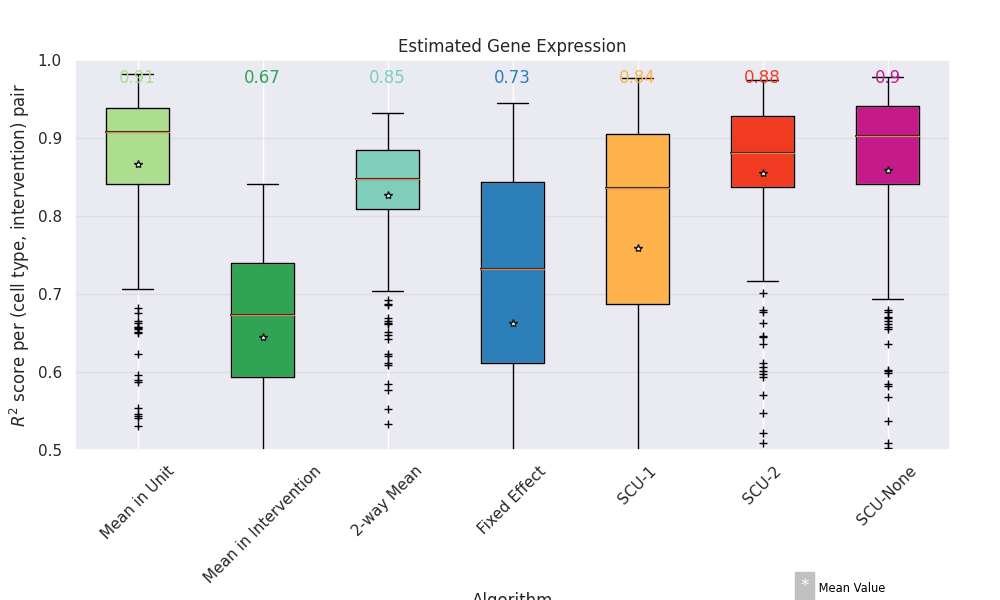 Estimated Gene Expression
R² score per (cell type, intervention) pair
1.0
0.9
0.8
0.7
0.6
0.5
0.91 0.67 0.85 0.73 0.84 0.88 0.9
Mean in Unit
Mean in Intervention
2-way Mean
Fixed Effect
SCU-1
SCU-2
SCU-None
Algorithm
* Mean Value